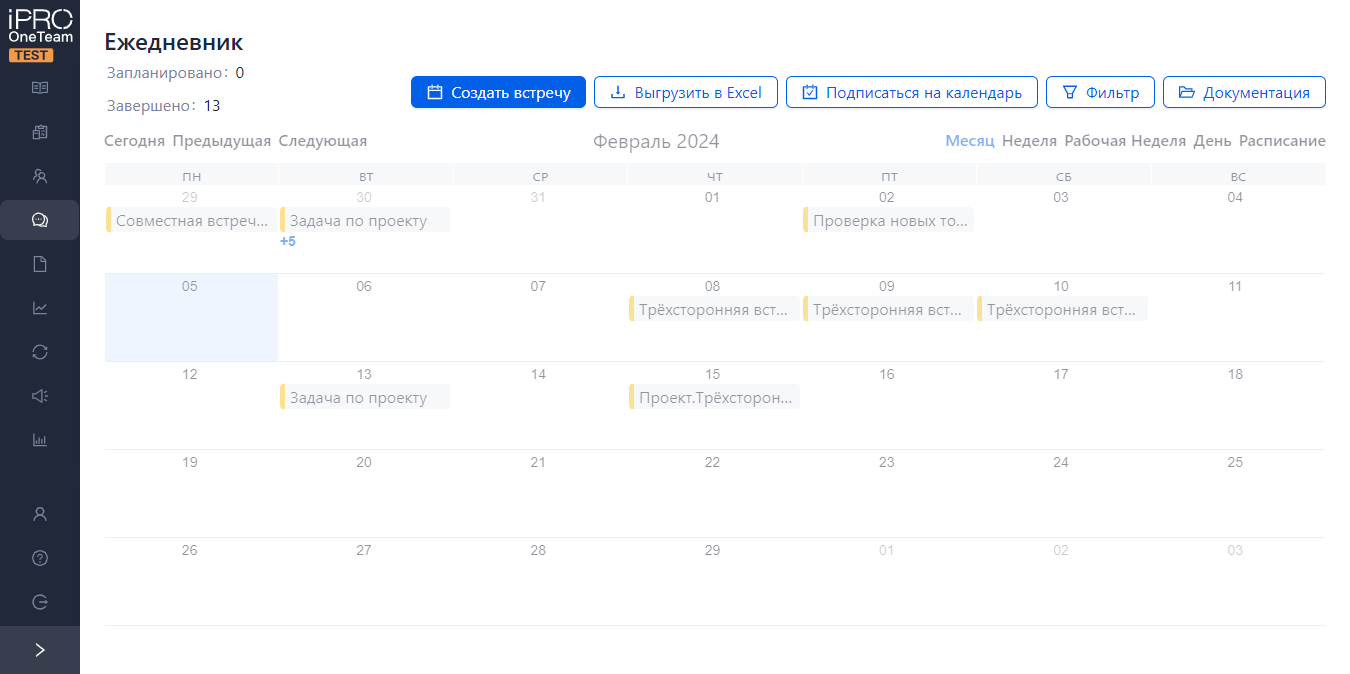 iPRO
OneTeam
TEST
Ежедневник
Запланировано: 0
Завершено: 13
Создать встречу
Выгрузить в Excel
Подписаться на календарь
Фильтр
Документация
Сегодня Предыдущая Следующая
Февраль 2024
Месяц Неделя Рабочая Неделя День Расписание
ПН ВТ СР ЧТ ПТ СБ ВС
29 30 31 01 02 03 04
Совместная встреч... Задача по проекту Проверка новых то...
+5
05 06 07 08 09 10 11
Трёхсторонняя вст... Трёхсторонняя вст... Трёхсторонняя вст...
12 13 14 15 16 17 18
Задача по проекту Проект.Трёхсторон...
19 20 21 22 23 24 25
26 27 28 29 01 02 03